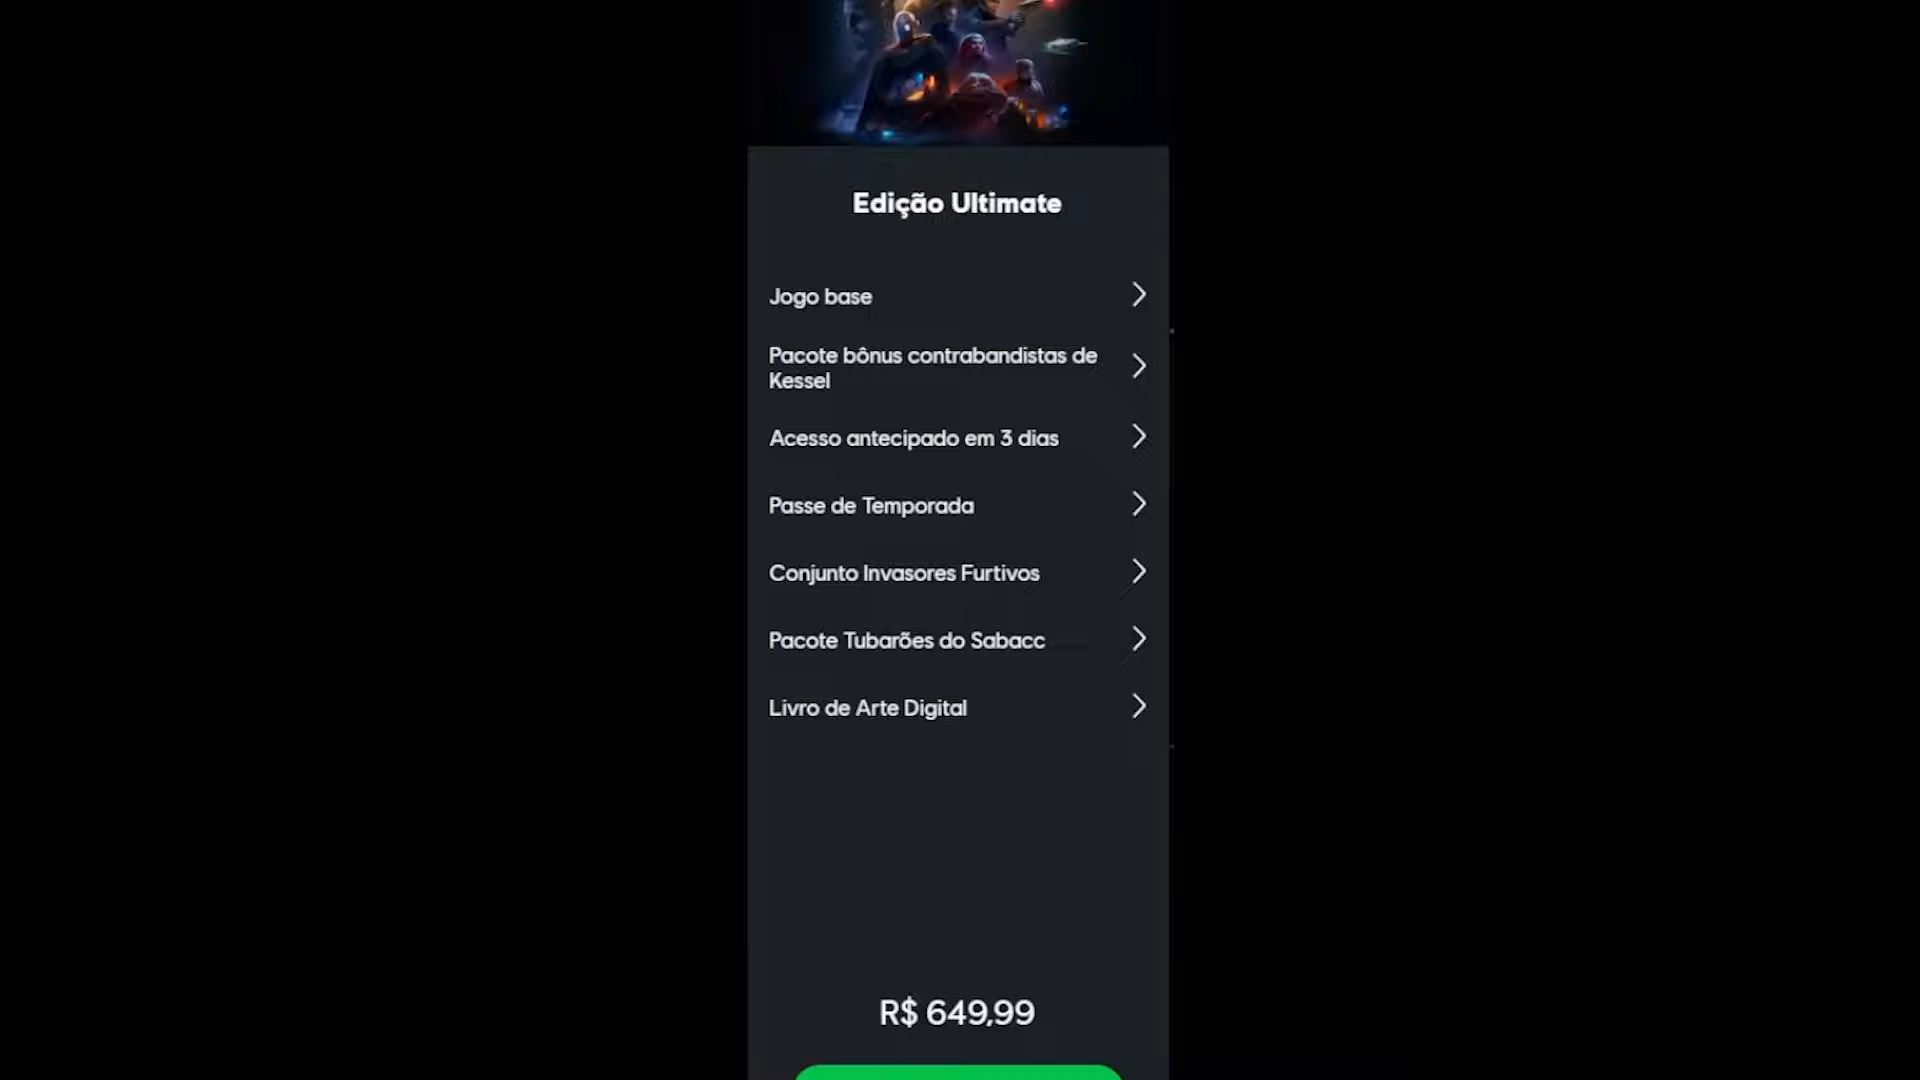 Edição Ultimate
Jogo base
Pacote bônus contrabandistas de
Kessel
Acesso antecipado em 3 dias
Passe de Temporada
Conjunto Invasores Furtivos
Pacote Tubarões do Sabacc
Livro de Arte Digital
R$ 649,99